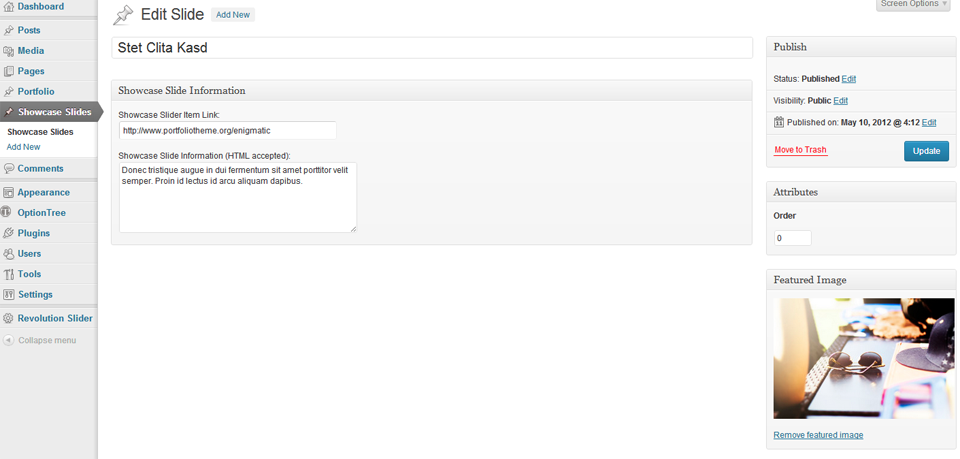 Dashboard
Posts
Media
Pages
Portfolio
Showcase Slides
Showcase Slides
Add New
Comments
Appearance
OptionTree
Plugins
Users
Tools
Settings
Revolution Slider
Collapse menu
Edit Slide Add New
Screen Options
Stet Clita Kasd
Showcase Slide Information
Showcase Slider Item Link:
http://www.portfoliotheme.org/enigmatic
Showcase Slide Information (HTML accepted):
Donec tristique augue in dui fermentum sit amet porttitor velit
semper. Proin id lectus id arcu aliquam dapibus.
Publish
Status: Published Edit
Visibility: Public Edit
Published on: May 10, 2012 @ 4:12 Edit
Move to Trash Update
Attributes
Order
0
Featured Image
Remove featured image